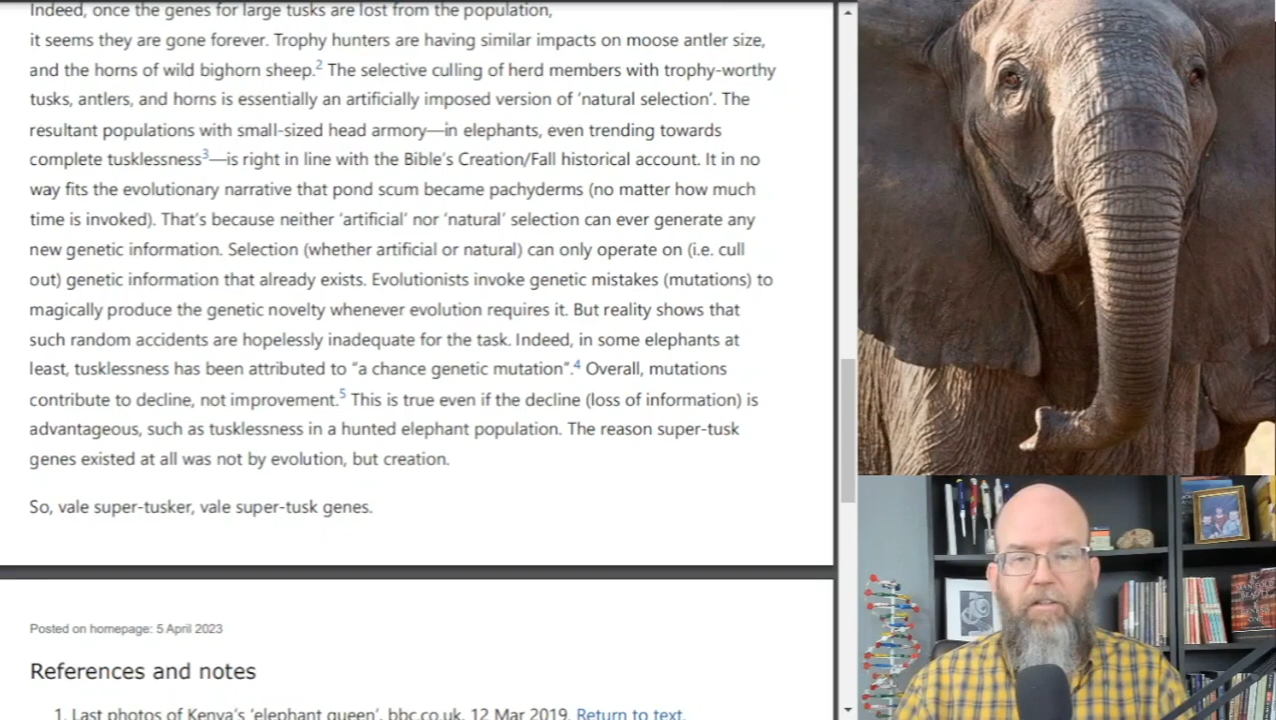 Indeed, once the genes for large tusks are lost from the population,
it seems they are gone forever. Trophy hunters are having similar impacts on moose antler size,
and the horns of wild bighorn sheep.2 The selective culling of herd members with trophy-worthy
tusks, antlers, and horns is essentially an artificially imposed version of ‘natural selection’. The
resultant populations with small-sized head armory—in elephants, even trending towards
complete tusklessness3—is right in line with the Bible’s Creation/Fall historical account. It in no
way fits the evolutionary narrative that pond scum became pachyderms (no matter how much
time is invoked). That’s because neither ‘artificial’ nor ‘natural’ selection can ever generate any
new genetic information. Selection (whether artificial or natural) can only operate on (i.e. cull
out) genetic information that already exists. Evolutionists invoke genetic mistakes (mutations) to
magically produce the genetic novelty whenever evolution requires it. But reality shows that
such random accidents are hopelessly inadequate for the task. Indeed, in some elephants at
least, tusklessness has been attributed to “a chance genetic mutation”.4 Overall, mutations
contribute to decline, not improvement.5 This is true even if the decline (loss of information) is
advantageous, such as tusklessness in a hunted elephant population. The reason super-tusk
genes existed at all was not by evolution, but creation.
So, vale super-tusker, vale super-tusk genes.
Posted on homepage: 5 April 2023
References and notes
1. Last photos of Kenya’s ‘elephant queen’, bbc.co.uk, 12 Mar 2019. Return to text.